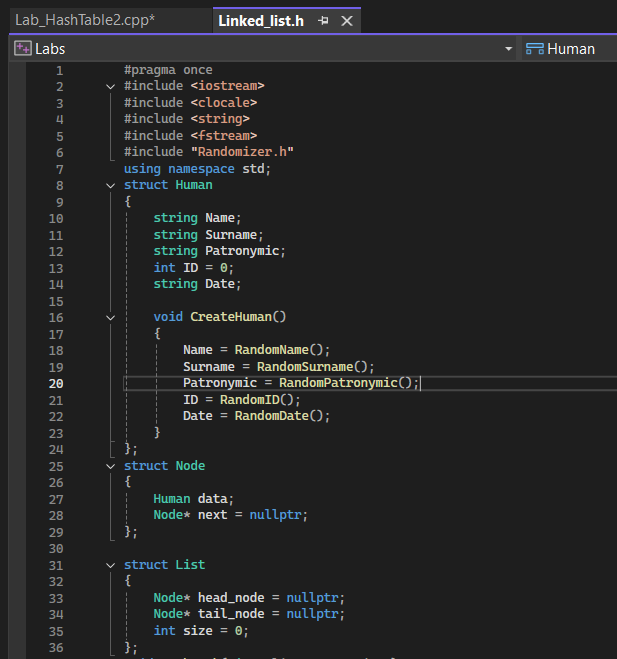 Lab_HashTable2.cpp* Linked_list.h
Labs Human
1 #pragma once
2 #include <iostream>
3 #include <clocale>
4 #include <string>
5 #include <fstream>
6 #include "Randomizer.h"
7 using namespace std;
8 struct Human
9 {
10 string Name;
11 string Surname;
12 string Patronymic;
13 int ID = 0;
14 string Date;
15
16 void CreateHuman()
17 {
18 Name = RandomName();
19 Surname = RandomSurname();
20 Patronymic = RandomPatronymic();
21 ID = RandomID();
22 Date = RandomDate();
23 }
24 };
25 struct Node
26 {
27 Human data;
28 Node* next = nullptr;
29 };
30
31 struct List
32 {
33 Node* head_node = nullptr;
34 Node* tail_node = nullptr;
35 int size = 0;
36 };